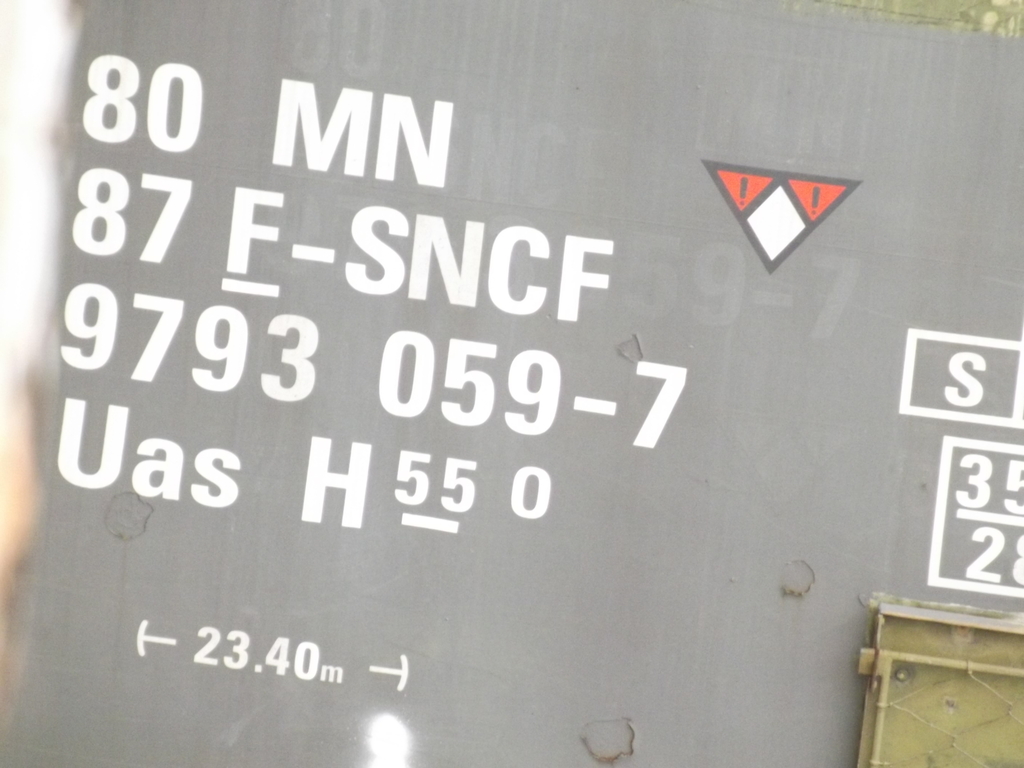 80 MN
87 F-SNCF
9793 059-7
Uas H 55 0
23.40m
S
35
28
! !